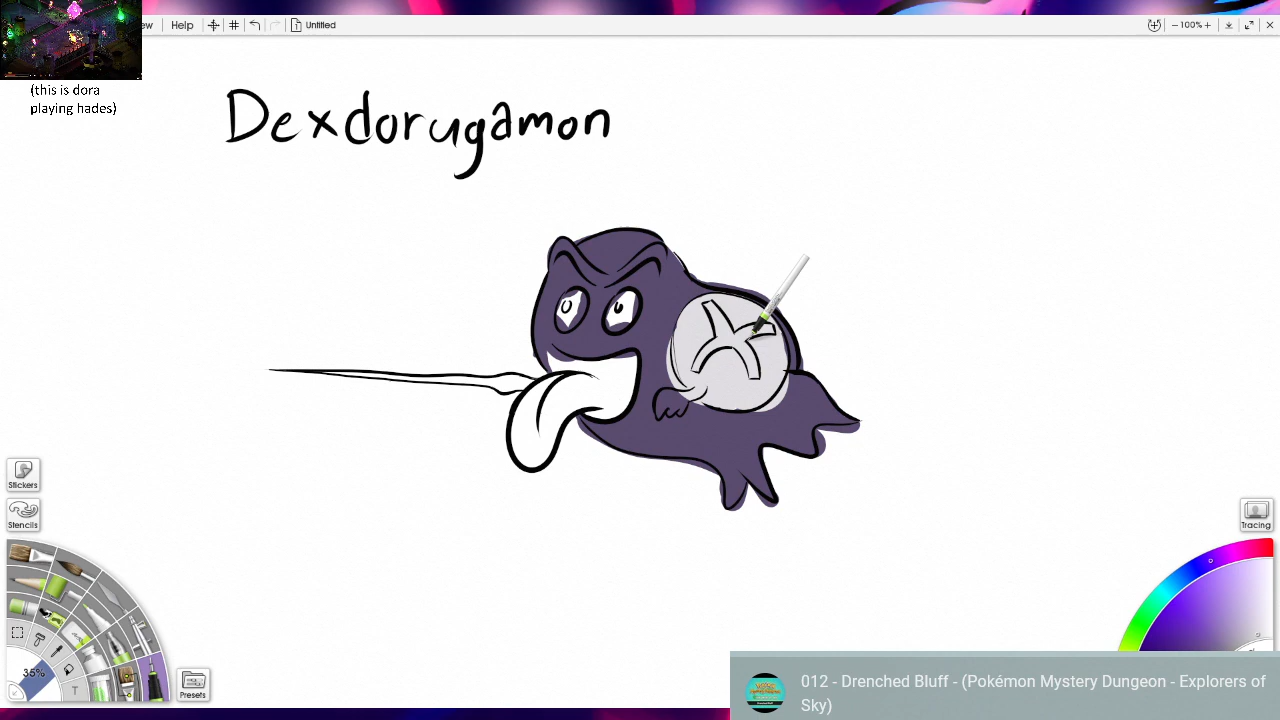 ew Help Untitled 100%
(this is dora
playing hades)
Dexdorugamon
Stickers
Stencils
Tracing
35%
T
Presets
012 - Drenched Bluff - (Pokémon Mystery Dungeon - Explorers of
Sky)